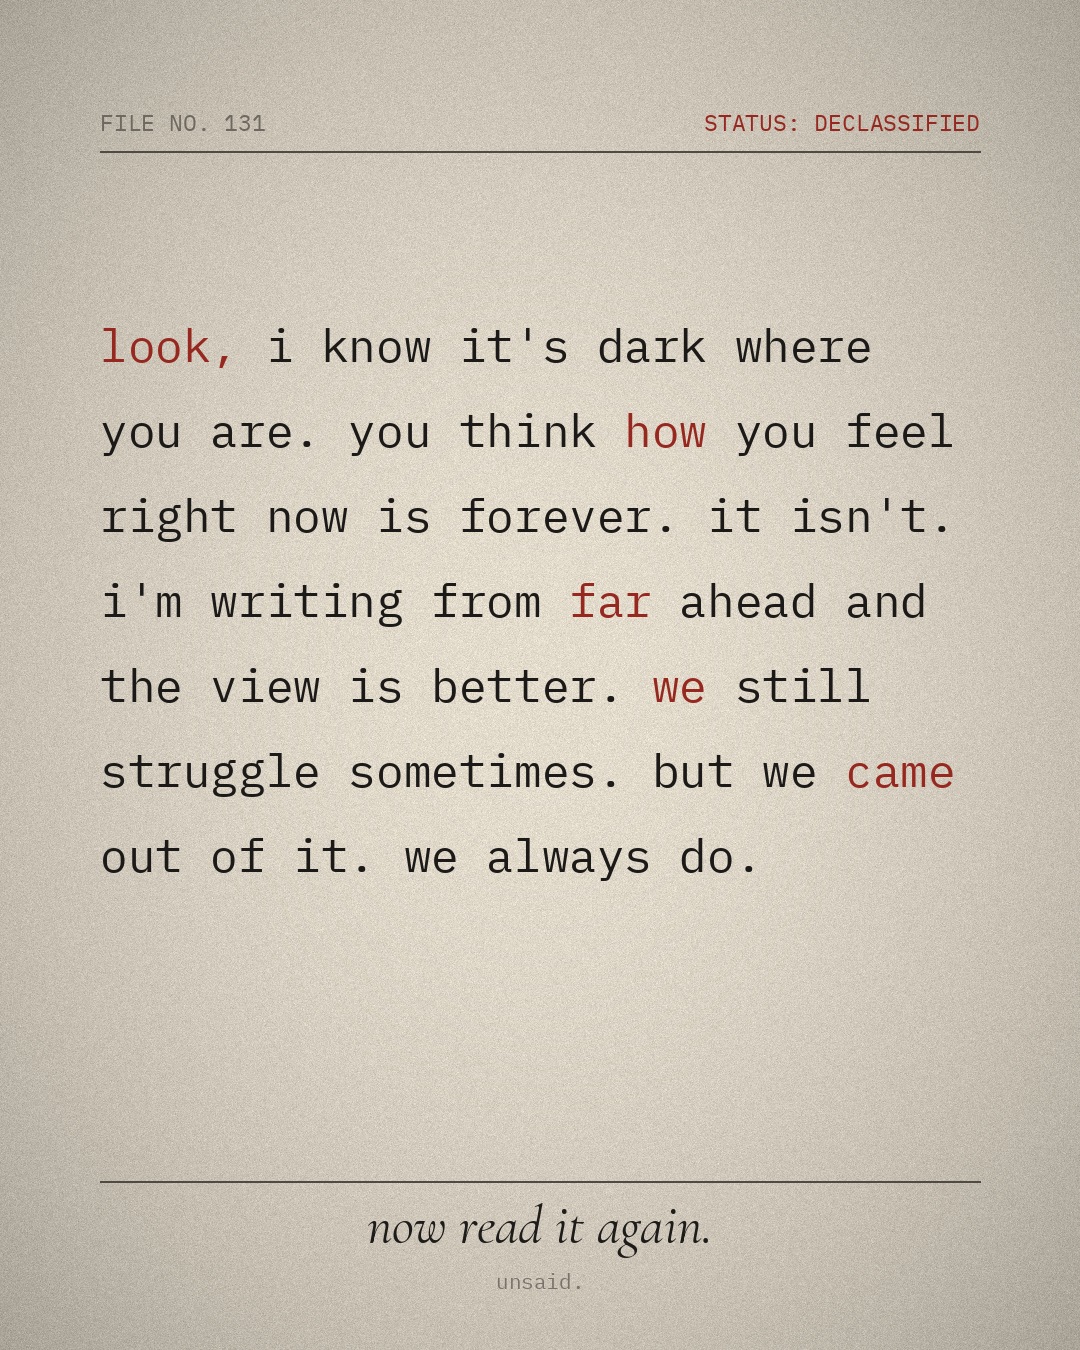 FILE NO. 131
STATUS: DECLASSIFIED
look, i know it's dark where
you are. you think how you feel
right now is forever. it isn't.
i'm writing from far ahead and
the view is better. we still
struggle sometimes. but we came
out of it. we always do.
now read it again.
unsaid.